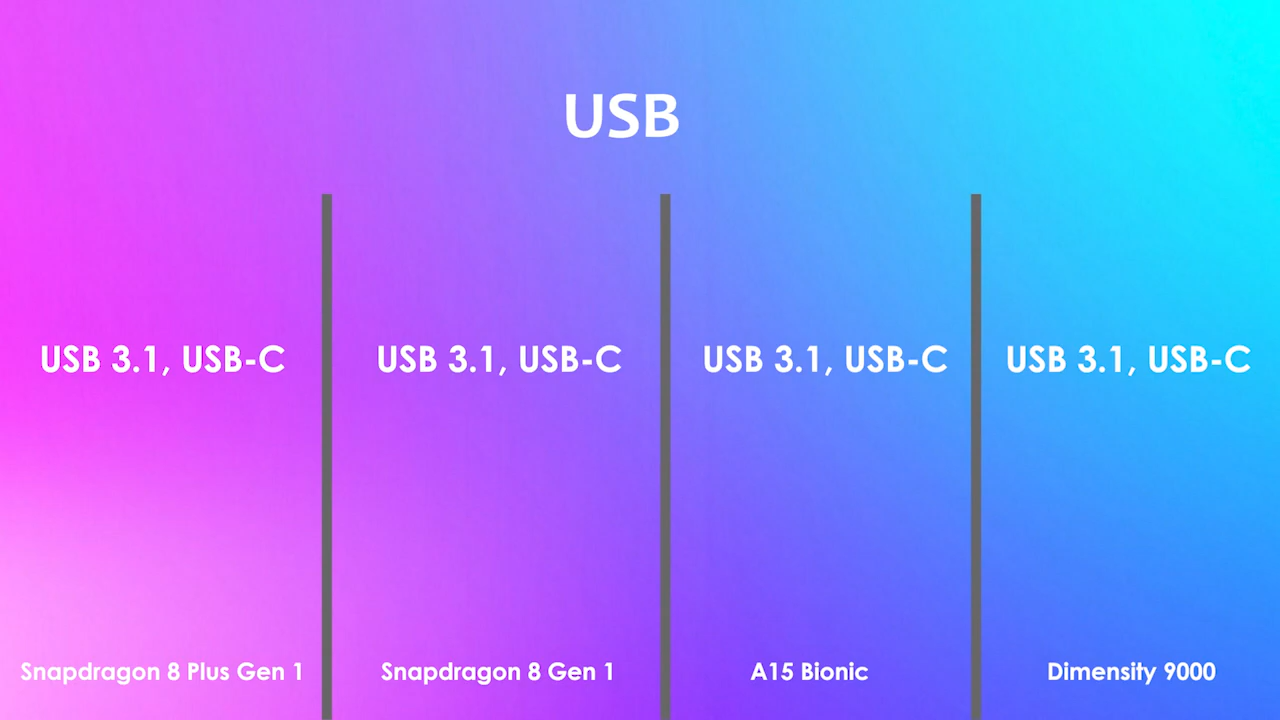 USB
USB 3.1, USB-C
USB 3.1, USB-C
USB 3.1, USB-C
USB 3.1, USB-C
Snapdragon 8 Plus Gen 1
Snapdragon 8 Gen 1
A15 Bionic
Dimensity 9000